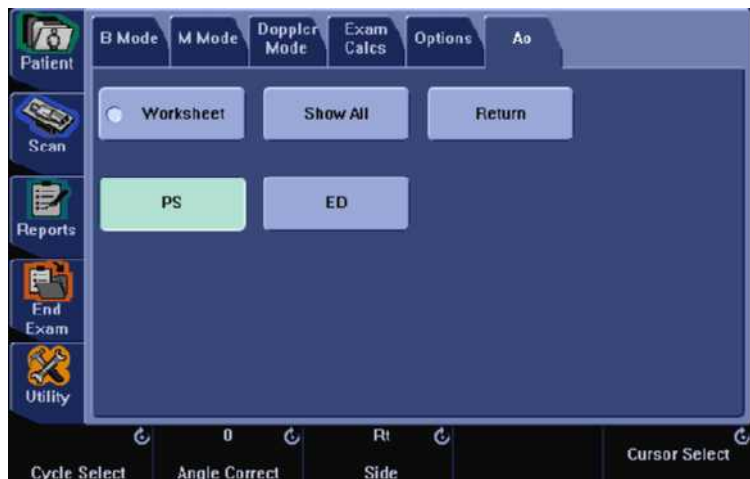 Patient
B Mode
M Mode
Doppler
Mode
Exam
Calcs
Options
Ao
Worksheet
Show All
Return
Scan
PS
ED
Reports
End
Exam
Utility
0
Rt
Cycle Select
Angle Correct
Side
Cursor Select